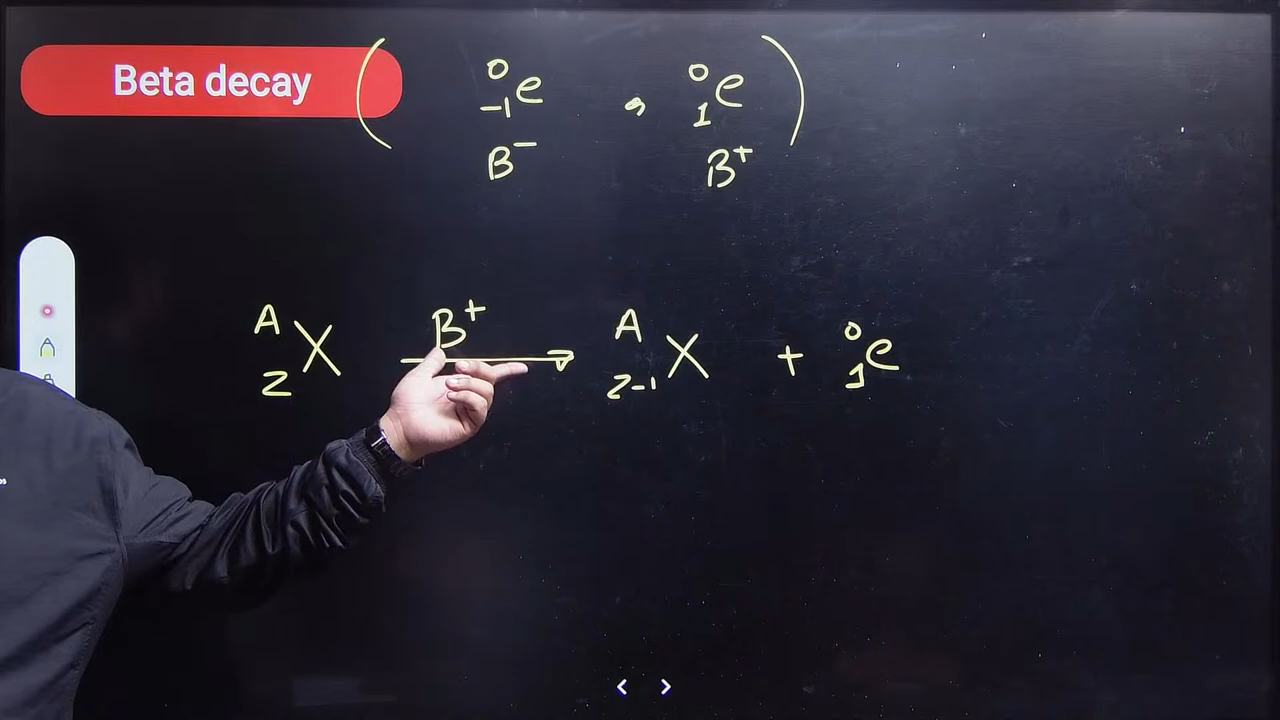 Beta decay
( ⁰₋₁e , ⁰₁e )
B⁻ B⁺
ᴬ_Z X —B⁺→ ᴬ_Z-1 X + ⁰₁e